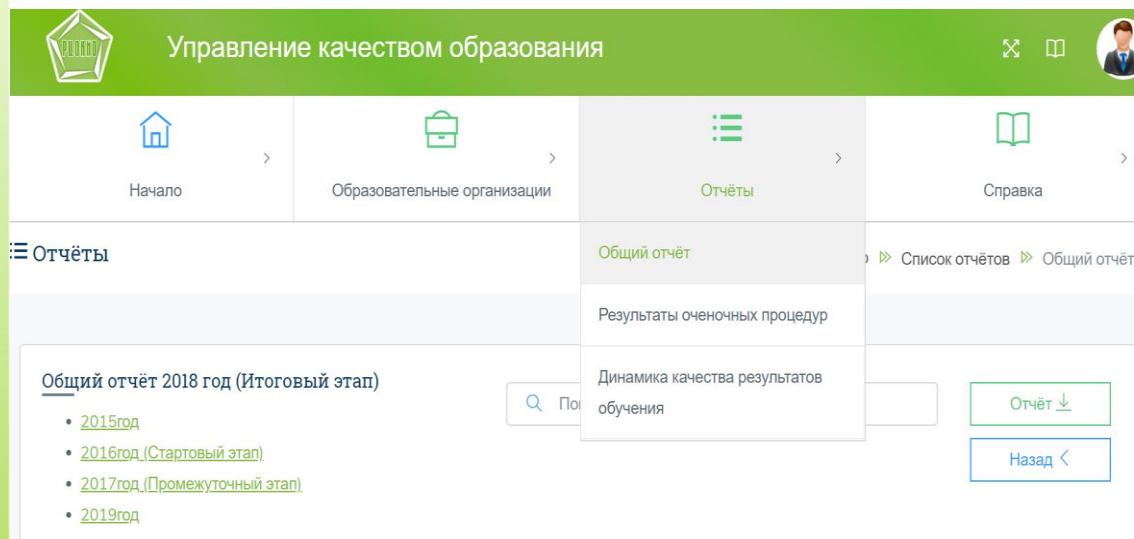 Управление качеством образования
Начало
Образовательные организации
Отчёты
Справка
Отчёты
Общий отчёт
Список отчётов
Общий отчёт
Результаты оченочных процедур
Динамика качества результатов
обучения
Общий отчёт 2018 год (Итоговый этап)
Отчёт
Назад
2015год
2016год (Стартовый этап)
2017год (Промежуточный этап)
2019год